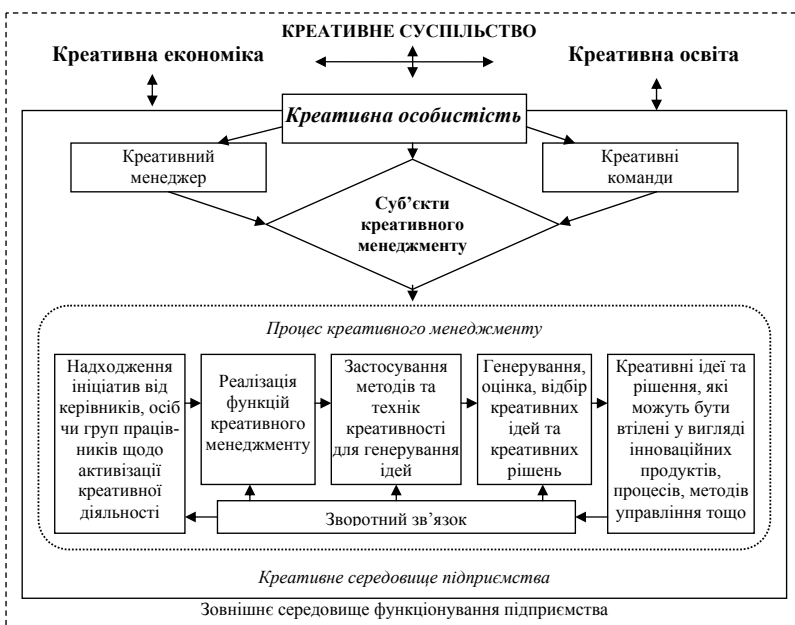 КРЕАТИВНЕ СУСПІЛЬСТВО
Креативна економіка
Креативна освіта
Креативна особистість
Креативний
менеджер
Креативні
команди
Суб’єкти
креативного
менеджменту
Процес креативного менеджменту
Надходження
ініціатив від
керівників, осіб
чи груп праців-
ників щодо
активізації
креативної
діяльності
Реалізація
функцій
креативного
менеджменту
Застосування
методів та
технік
креативності
для генерування
ідей
Генерування,
оцінка, відбір
креативних
ідей та
креативних
рішень
Креативні ідеї та
рішення, які
можуть бути
втілені у вигляді
інноваційних
продуктів,
процесів, методів
управління тощо
Зворотний зв’язок
Креативне середовище підприємства
Зовнішнє середовище функціонування підприємства